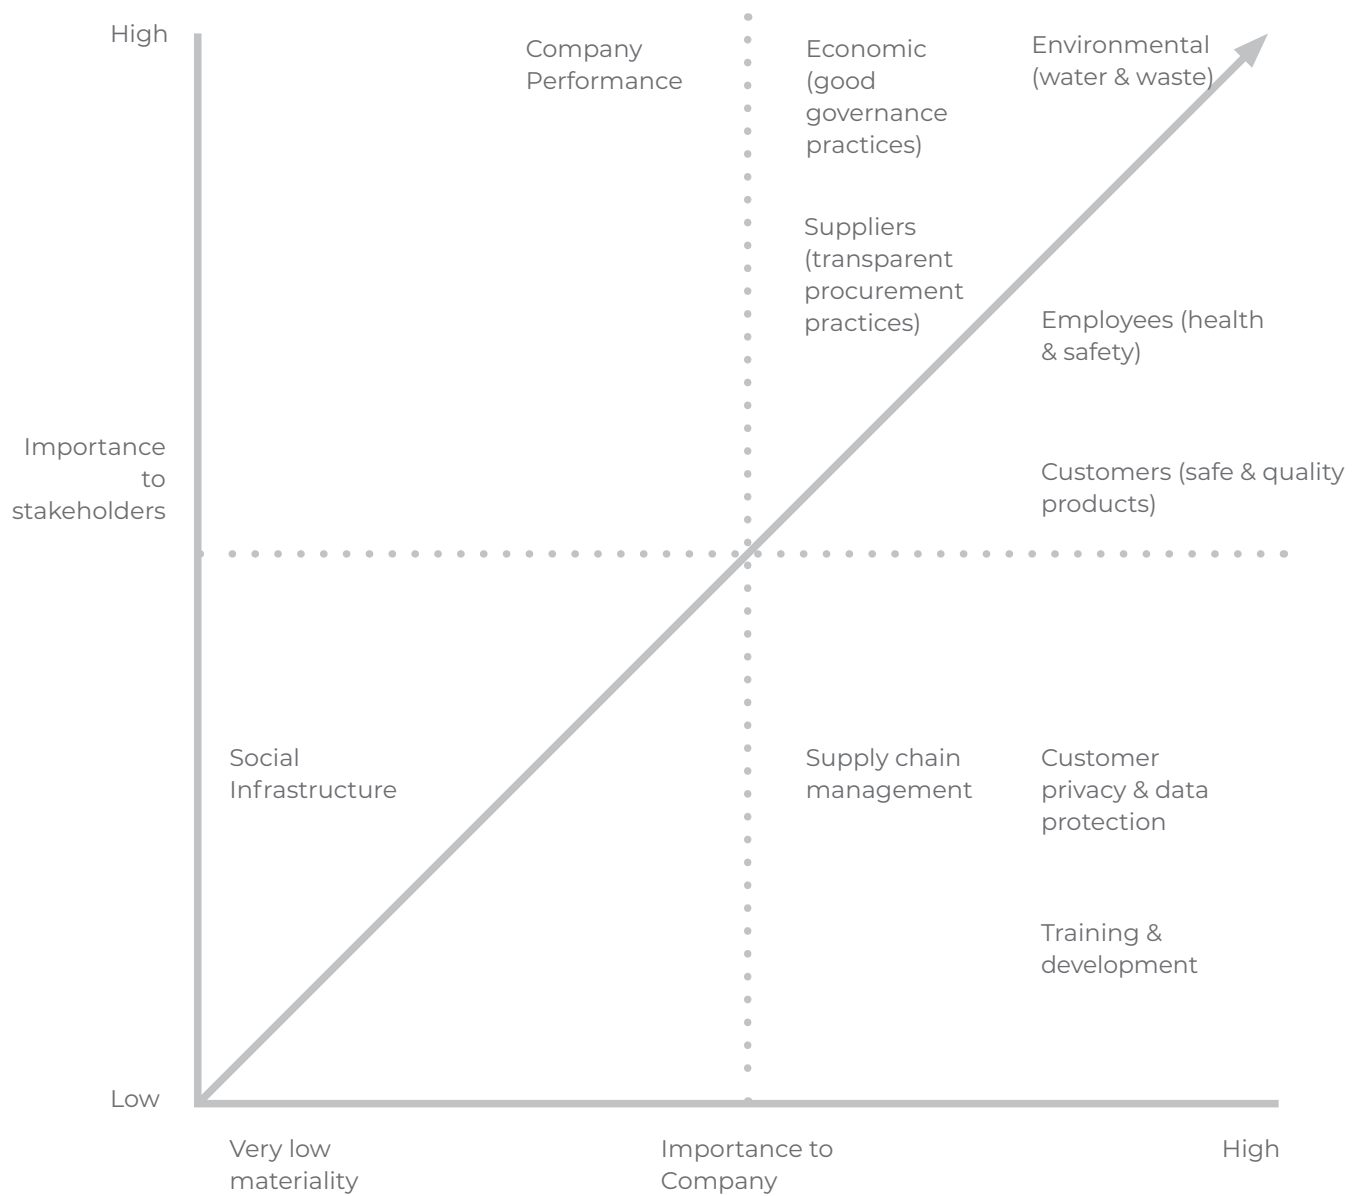 High
Company
Performance
Economic
(good
governance
practices)
Environmental
(water & waste)
Suppliers
(transparent
procurement
practices)
Employees (health
& safety)
Importance
to
stakeholders
Customers (safe & quality
products)
Social
Infrastructure
Supply chain
management
Customer
privacy & data
protection
Training &
development
Low
Very low
materiality
Importance to
Company
High